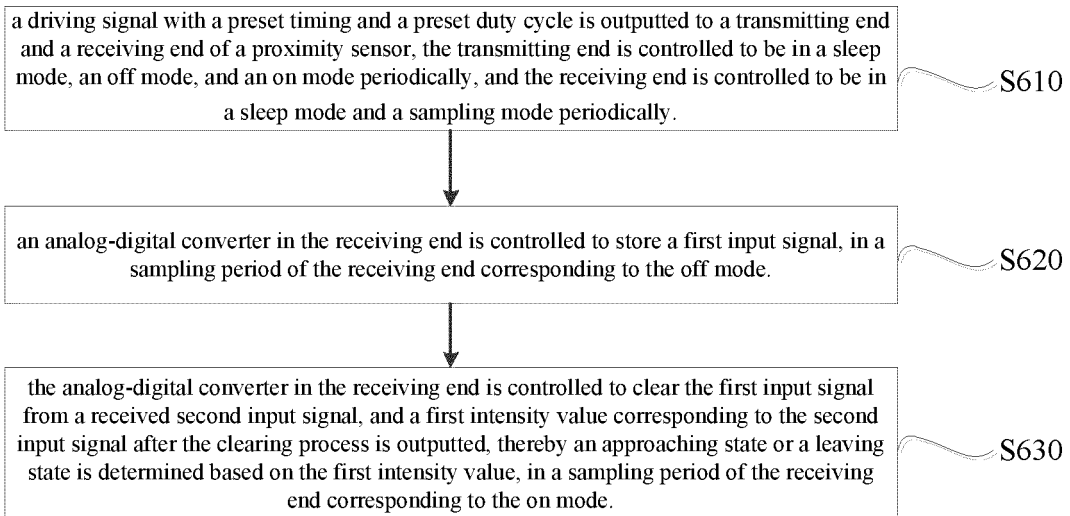 a driving signal with a preset timing and a preset duty cycle is outputted to a transmitting end
and a receiving end of a proximity sensor, the transmitting end is controlled to be in a sleep
mode, an off mode, and an on mode periodically, and the receiving end is controlled to be in
a sleep mode and a sampling mode periodically.
S610
an analog-digital converter in the receiving end is controlled to store a first input signal, in a
sampling period of the receiving end corresponding to the off mode.
S620
the analog-digital converter in the receiving end is controlled to clear the first input signal
from a received second input signal, and a first intensity value corresponding to the second
input signal after the clearing process is outputted, thereby an approaching state or a leaving
state is determined based on the first intensity value, in a sampling period of the receiving
end corresponding to the on mode.
S630